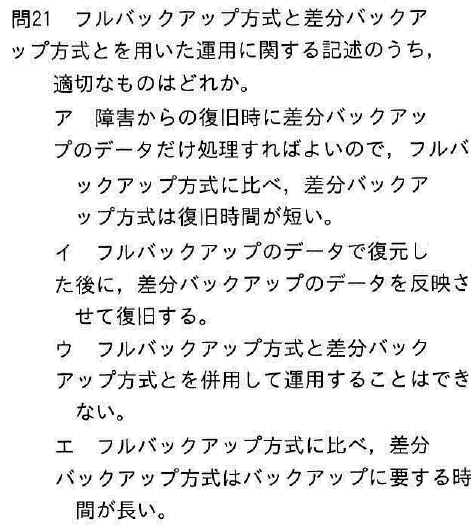 問21　フルバックアップ方式と差分バックア
ップ方式とを用いた運用に関する記述のうち，
適切なものはどれか。
ア　障害からの復旧時に差分バックアッ
プのデータだけ処理すればよいので，フルバ
ックアップ方式に比べ，差分バックア
ップ方式は復旧時間が短い。
イ　フルバックアップのデータで復元し
た後に，差分バックアップのデータを反映さ
せて復旧する。
ウ　フルバックアップ方式と差分バック
アップ方式とを併用して運用することはでき
ない。
エ　フルバックアップ方式に比べ，差分
バックアップ方式はバックアップに要する時
間が長い。